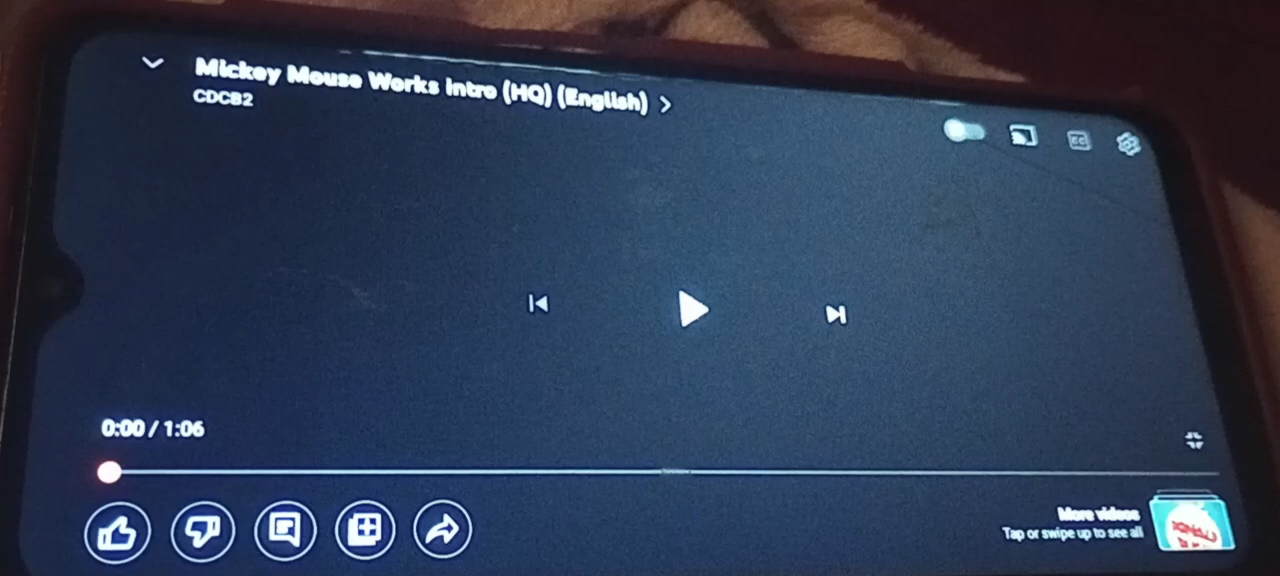 Mickey Mouse Works Intro (HQ) (English)
CDCB2
CC
0:00 / 1:06
More videos
Tap or swipe up to see all